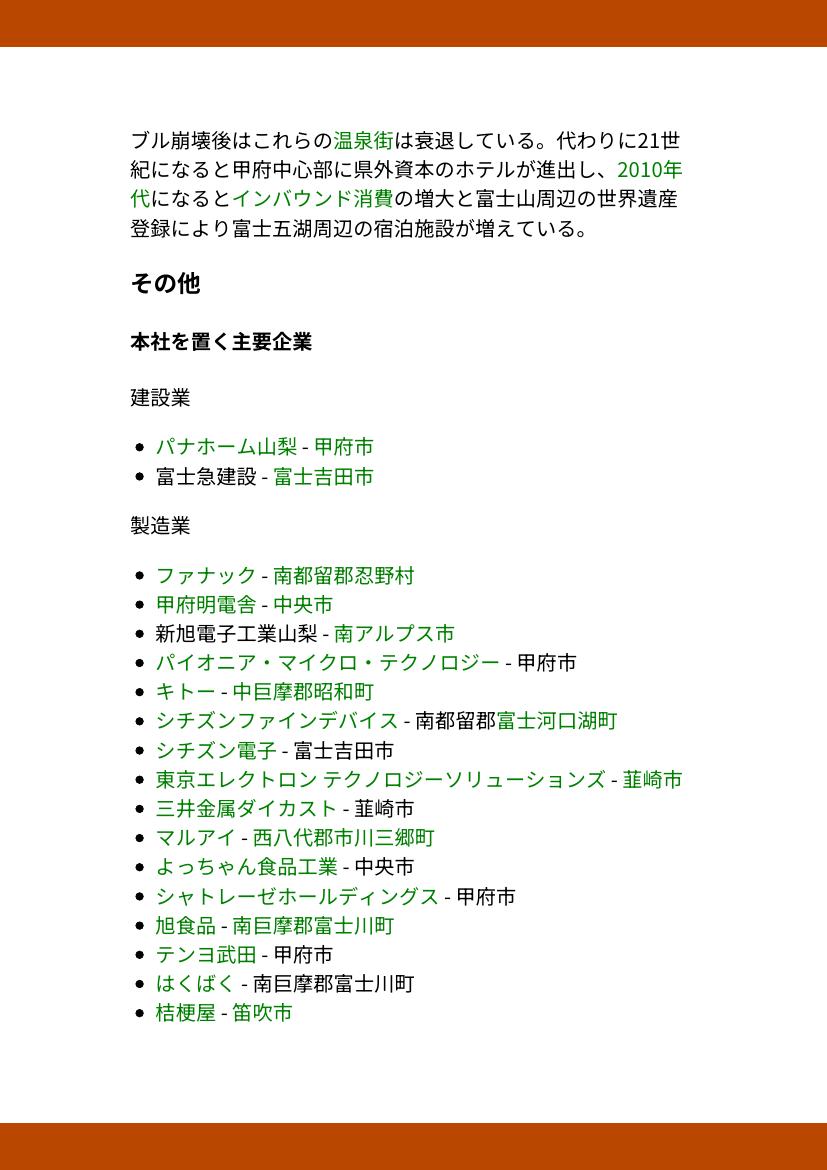 ブル崩壊後はこれらの温泉街は衰退している。代わりに21世
紀になると甲府中心部に県外資本のホテルが進出し、2010年
代になるとインバウンド消費の増大と富士山周辺の世界遺産
登録により富士五湖周辺の宿泊施設が増えている。
その他
本社を置く主要企業
建設業
• パナホーム山梨 - 甲府市
• 富士急建設 - 富士吉田市
製造業
• ファナック - 南都留郡忍野村
• 甲府明電舎 - 中央市
• 新旭電子工業山梨 - 南アルプス市
• パイオニア・マイクロ・テクノロジー - 甲府市
• キトー - 中巨摩郡昭和町
• シチズンファインデバイス - 南都留郡富士河口湖町
• シチズン電子 - 富士吉田市
• 東京エレクトロン テクノロジーソリューションズ - 韮崎市
• 三井金属ダイカスト - 韮崎市
• マルアイ - 西八代郡市川三郷町
• よっちゃん食品工業 - 中央市
• シャトレーゼホールディングス - 甲府市
• 旭食品 - 南巨摩郡富士川町
• テンヨ武田 - 甲府市
• はくばく - 南巨摩郡富士川町
• 桔梗屋 - 笛吹市